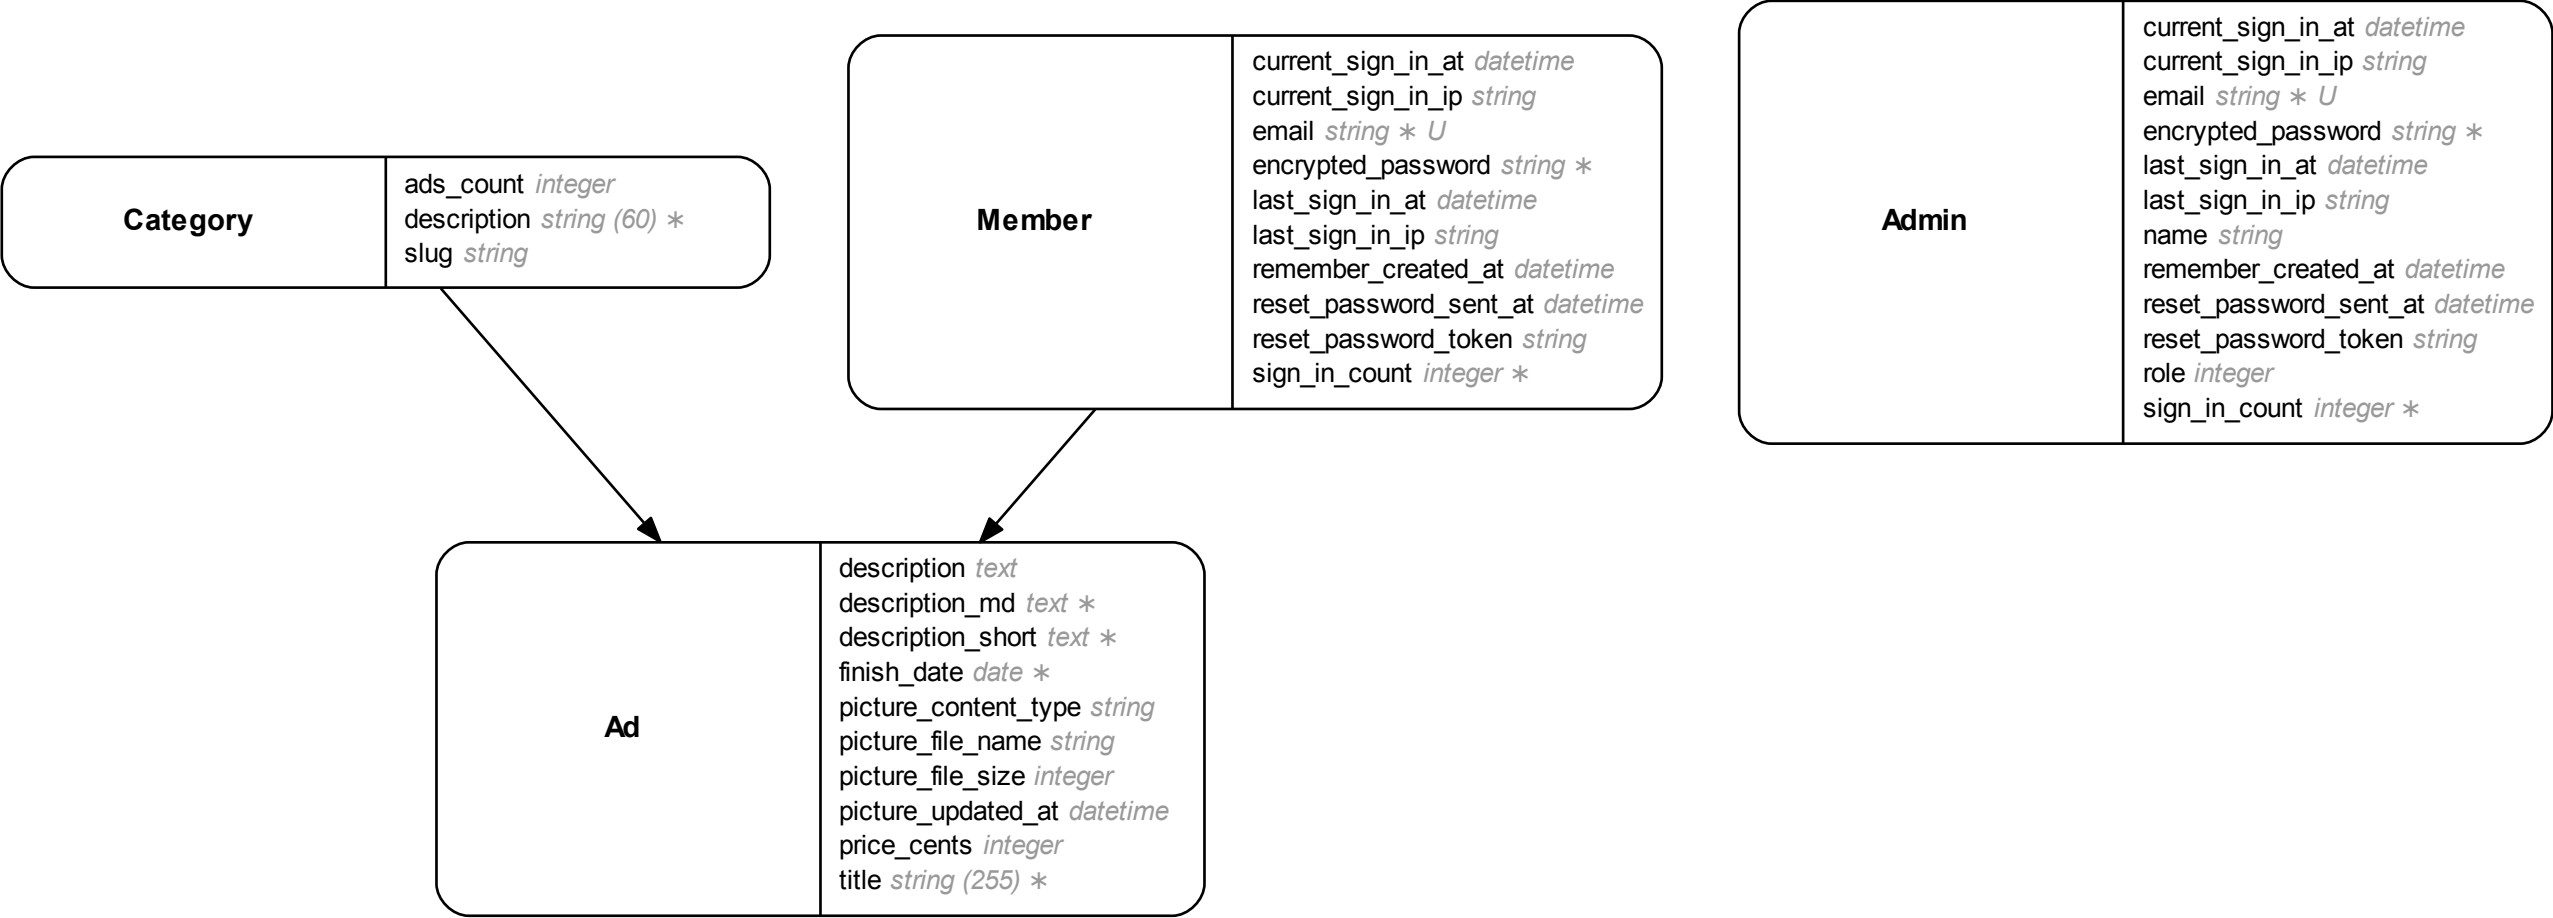 Category
ads_count integer
description string (60) ∗
slug string
Member
current_sign_in_at datetime
current_sign_in_ip string
email string ∗ U
encrypted_password string ∗
last_sign_in_at datetime
last_sign_in_ip string
remember_created_at datetime
reset_password_sent_at datetime
reset_password_token string
sign_in_count integer ∗
Admin
current_sign_in_at datetime
current_sign_in_ip string
email string ∗ U
encrypted_password string ∗
last_sign_in_at datetime
last_sign_in_ip string
name string
remember_created_at datetime
reset_password_sent_at datetime
reset_password_token string
role integer
sign_in_count integer ∗
Ad
description text
description_md text ∗
description_short text ∗
finish_date date ∗
picture_content_type string
picture_file_name string
picture_file_size integer
picture_updated_at datetime
price_cents integer
title string (255) ∗